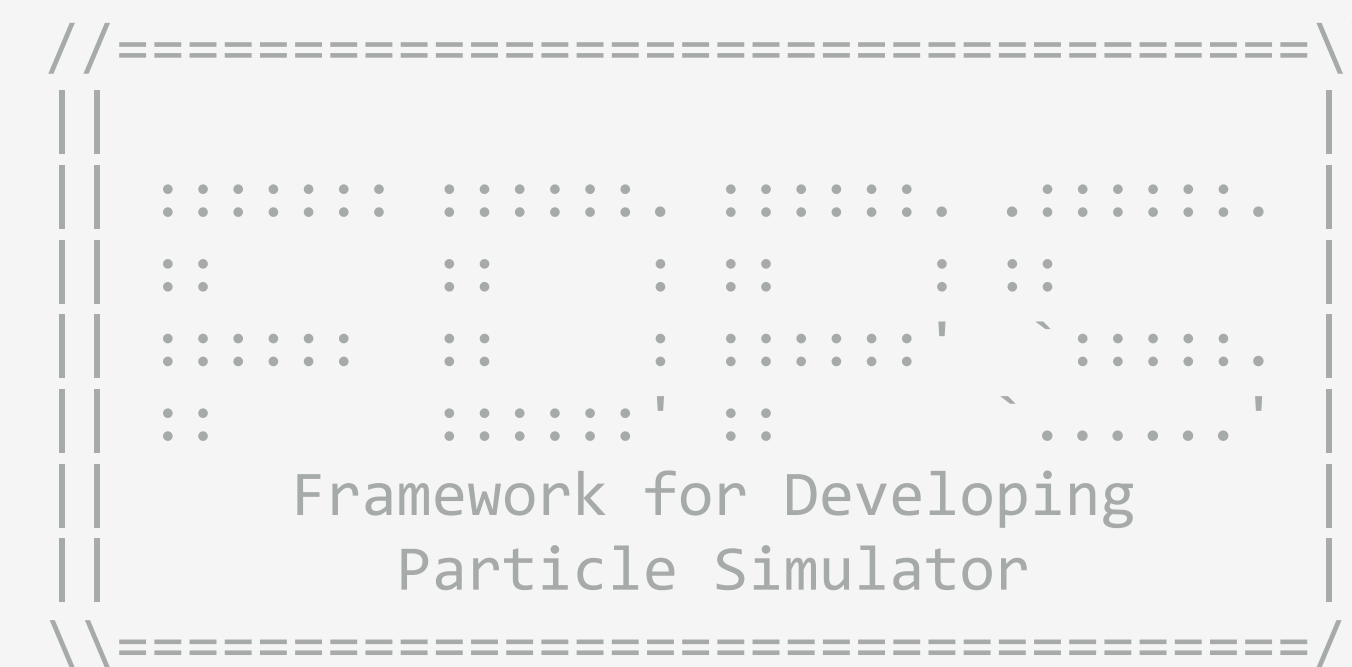 //==================================\
||                                  |
|| ::::::: ::::::. ::::::. .::::::. |
|| ::      ::    : ::    : ::       |
|| ::::::  ::    : ::::::'  `:::::. |
|| ::      ::::::' ::      `......' |
||     Framework for Developing     |
||        Particle Simulator        |
\\==================================/